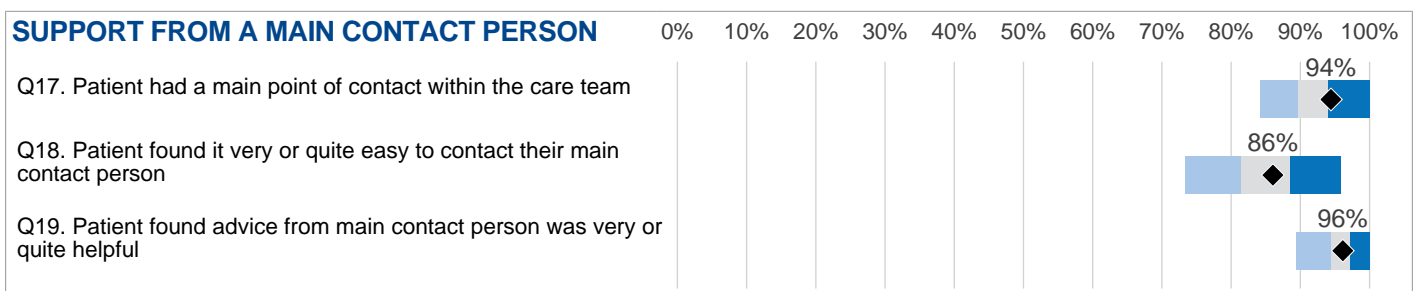 SUPPORT FROM A MAIN CONTACT PERSON 0% 10% 20% 30% 40% 50% 60% 70% 80% 90% 100%
Q17. Patient had a main point of contact within the care team 94%
Q18. Patient found it very or quite easy to contact their main 86%
contact person
Q19. Patient found advice from main contact person was very or 96%
quite helpful